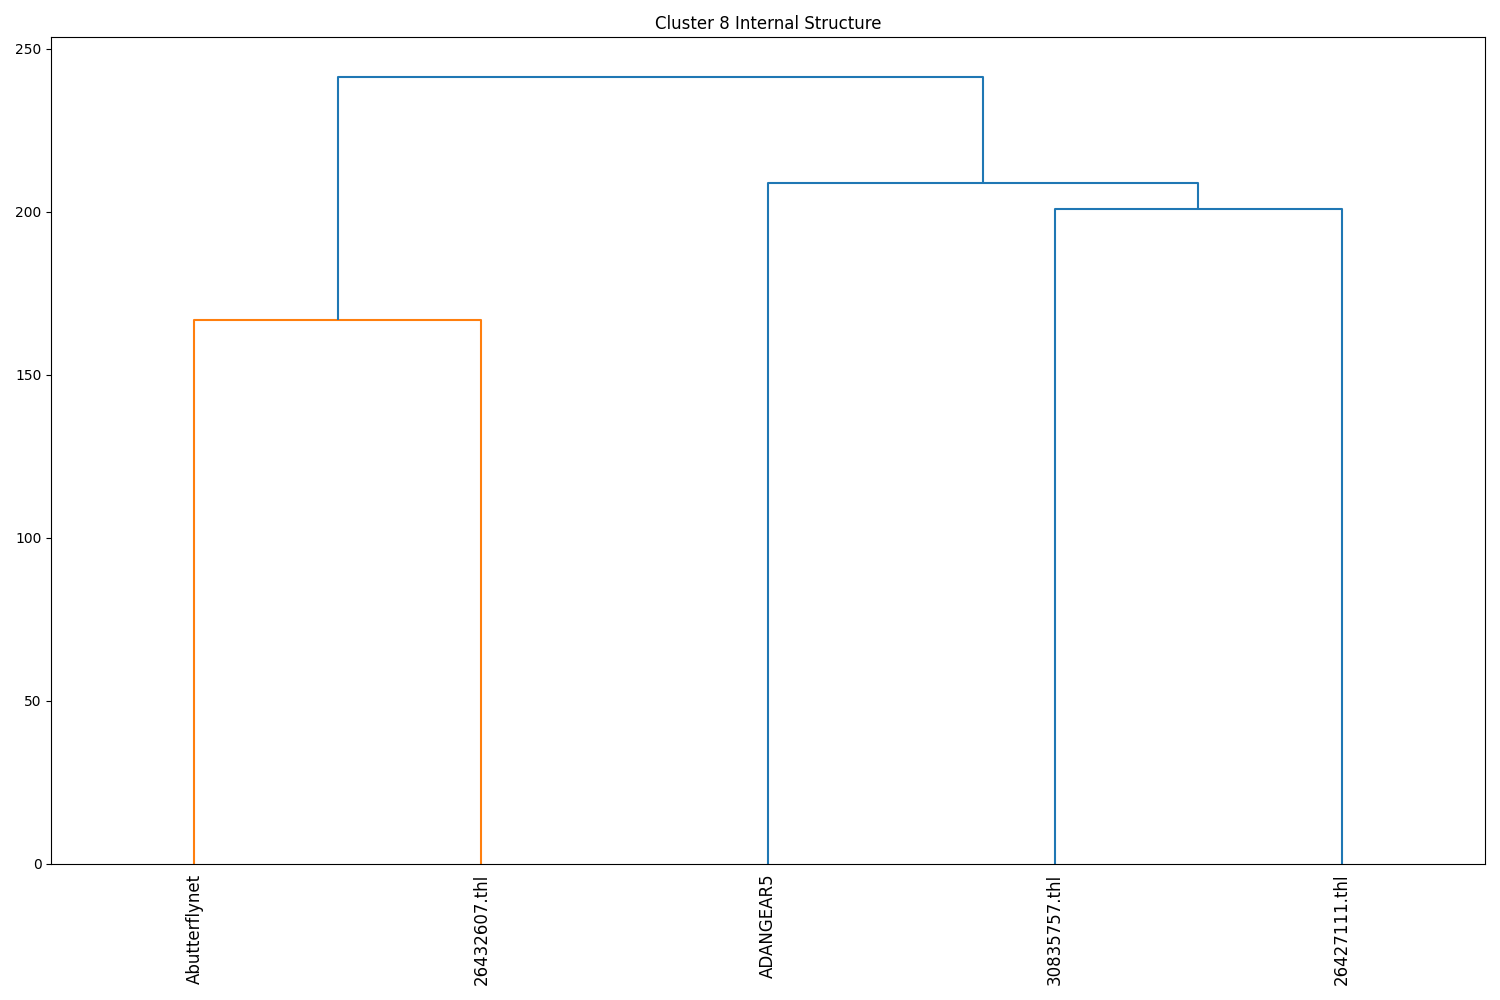 Cluster 8 Internal Structure
250
200
150
100
50
0
Abutterflynet
26432607.thl
ADANGEAR5
30835757.thl
26427111.thl